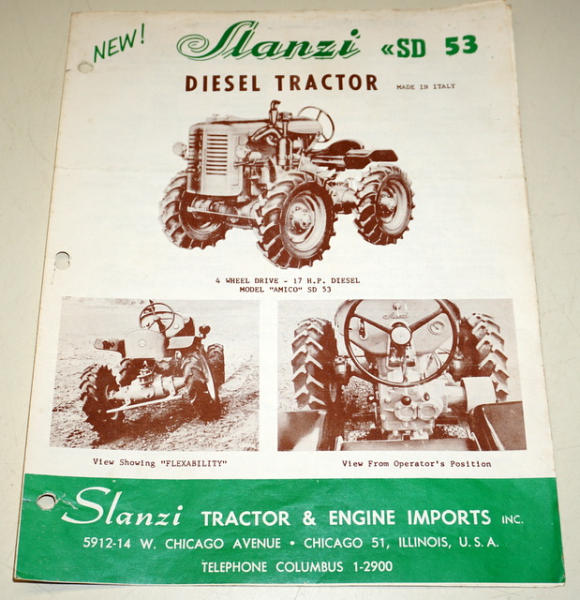 NEW!
Slanzi «SD 53
DIESEL TRACTOR MADE IN ITALY
4 WHEEL DRIVE - 17 H.P. DIESEL
MODEL "AMICO" SD 53
View Showing "FLEXABILITY"
View From Operator's Position
Slanzi TRACTOR & ENGINE IMPORTS INC.
5912-14 W. CHICAGO AVENUE • CHICAGO 51, ILLINOIS, U.S.A.
TELEPHONE COLUMBUS 1-2900